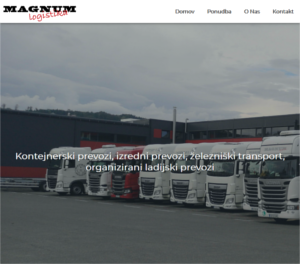 MAGNUM
logistika
Domov Ponudba O Nas Kontakt
Kontejnerski prevozi, izredni prevozi, železniški transport,
organizirani ladijski prevozi